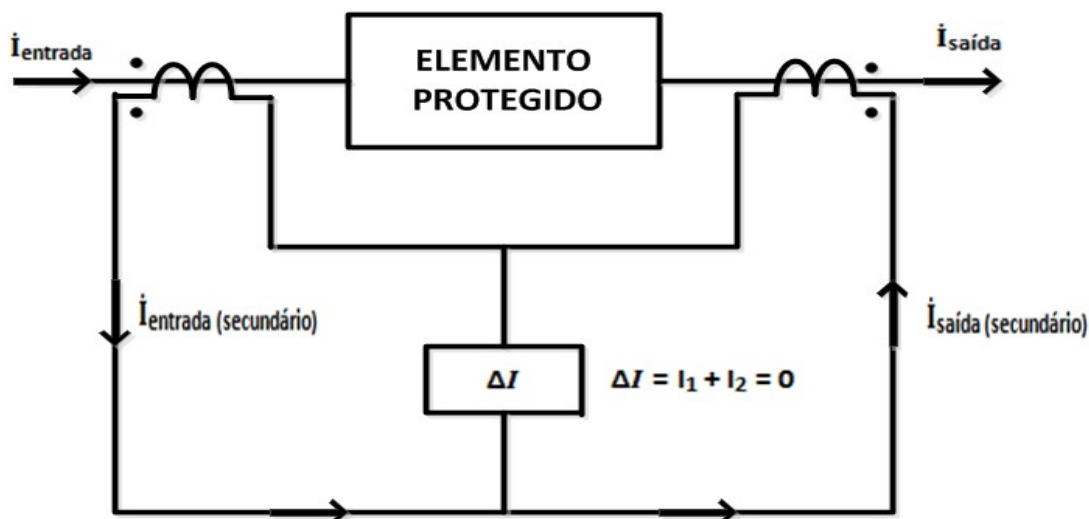 İentrada
ELEMENTO
PROTEGIDO
İsaída
İentrada (secundário)
İsaída (secundário)
ΔI
ΔI = I₁ + I₂ = 0